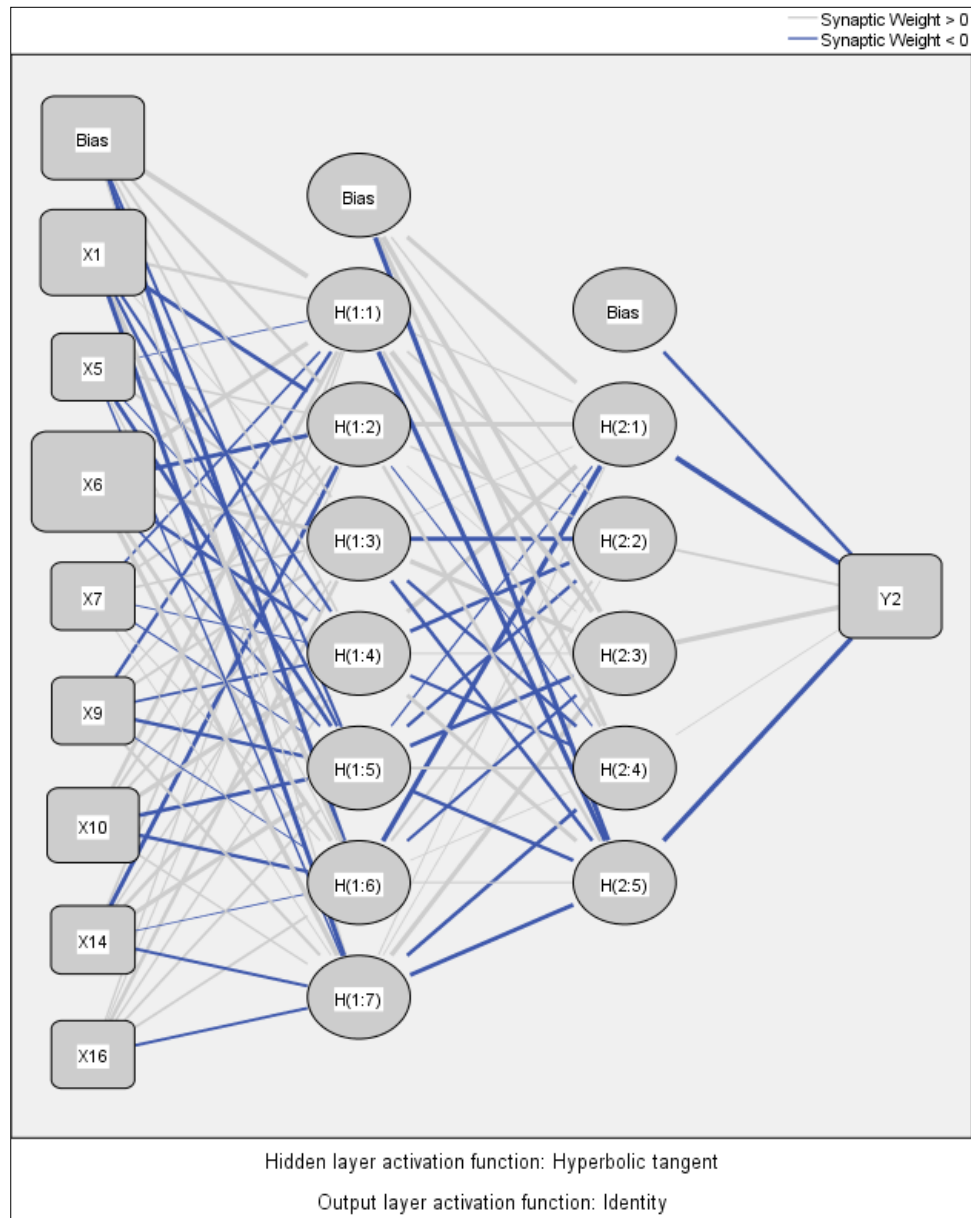 Synaptic Weight > 0
Synaptic Weight < 0
Bias
X1
X5
X6
X7
X9
X10
X14
X16
Bias
H(1:1)
H(1:2)
H(1:3)
H(1:4)
H(1:5)
H(1:6)
H(1:7)
Bias
H(2:1)
H(2:2)
H(2:3)
H(2:4)
H(2:5)
Y2
Hidden layer activation function: Hyperbolic tangent
Output layer activation function: Identity